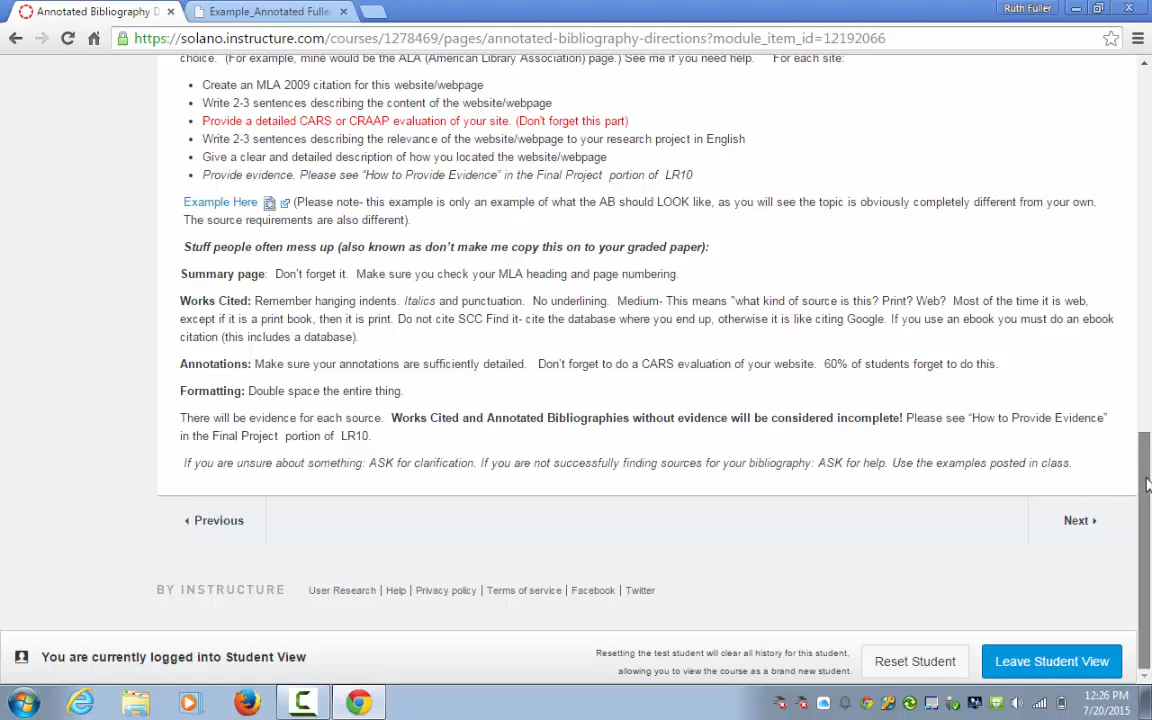 Annotated Bibliography D
Example_Annotated Fuller
Ruth Fuller
https://solano.instructure.com/courses/1278469/pages/annotated-bibliography-directions?module_item_id=12192066
choice. (For example, mine would be the ALA (American Library Association) page.) See me if you need help. For each site:
• Create an MLA 2009 citation for this website/webpage
• Write 2-3 sentences describing the content of the website/webpage
• Provide a detailed CARS or CRAAP evaluation of your site. (Don't forget this part)
• Write 2-3 sentences describing the relevance of the website/webpage to your research project in English
• Give a clear and detailed description of how you located the website/webpage
• Provide evidence. Please see “How to Provide Evidence” in the Final Project portion of LR10
Example Here (Please note- this example is only an example of what the AB should LOOK like, as you will see the topic is obviously completely different from your own.
The source requirements are also different).
Stuff people often mess up (also known as don’t make me copy this on to your graded paper):
Summary page: Don’t forget it. Make sure you check your MLA heading and page numbering.
Works Cited: Remember hanging indents. Italics and punctuation. No underlining. Medium- This means "what kind of source is this? Print? Web? Most of the time it is web,
except if it is a print book, then it is print. Do not cite SCC Find it- cite the database where you end up, otherwise it is like citing Google. If you use an ebook you must do an ebook
citation (this includes a database).
Annotations: Make sure your annotations are sufficiently detailed. Don’t forget to do a CARS evaluation of your website. 60% of students forget to do this.
Formatting: Double space the entire thing.
There will be evidence for each source. Works Cited and Annotated Bibliographies without evidence will be considered incomplete! Please see “How to Provide Evidence”
in the Final Project portion of LR10.
If you are unsure about something: ASK for clarification. If you are not successfully finding sources for your bibliography: ASK for help. Use the examples posted in class.
Previous
Next
BY INSTRUCTURE User Research | Help | Privacy policy | Terms of service | Facebook | Twitter
You are currently logged into Student View
Resetting the test student will clear all history for this student,
allowing you to view the course as a brand new student.
Reset Student
Leave Student View
12:26 PM
7/20/2015